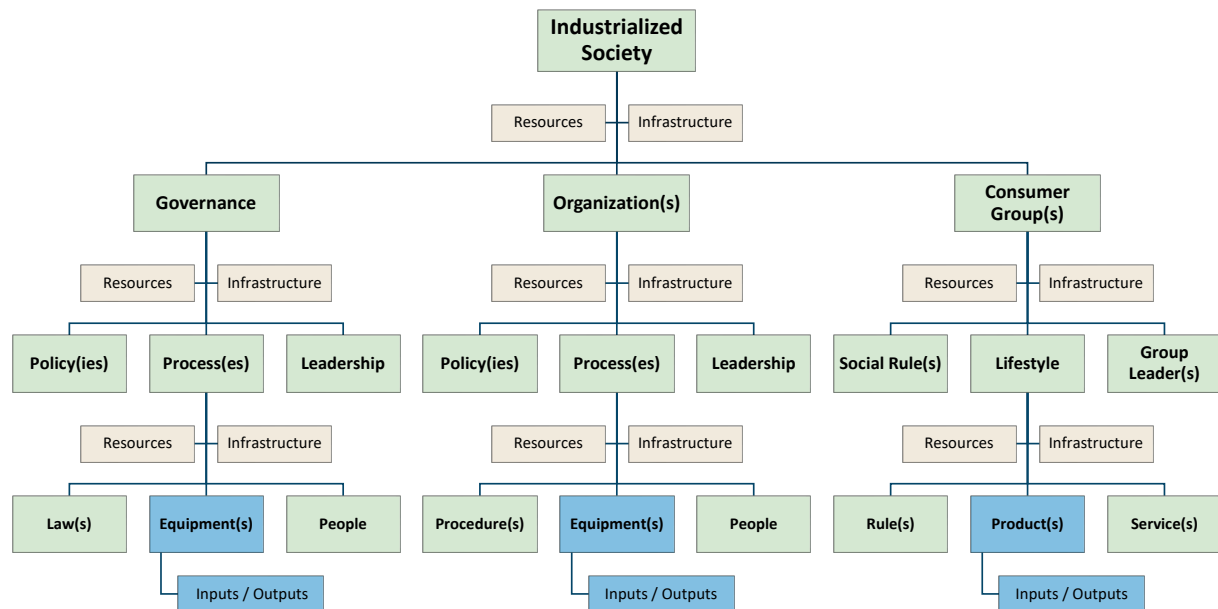 Industrialized
Society
Resources
Infrastructure
Governance
Organization(s)
Consumer
Group(s)
Resources
Infrastructure
Resources
Infrastructure
Resources
Infrastructure
Policy(ies)
Process(es)
Leadership
Policy(ies)
Process(es)
Leadership
Social Rule(s)
Lifestyle
Group
Leader(s)
Resources
Infrastructure
Resources
Infrastructure
Resources
Infrastructure
Law(s)
Equipment(s)
People
Procedure(s)
Equipment(s)
People
Rule(s)
Product(s)
Service(s)
Inputs / Outputs
Inputs / Outputs
Inputs / Outputs